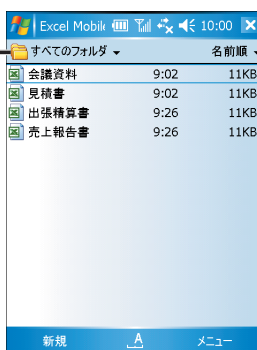 Excel Mobile 10:00
すべてのフォルダ 名前順
会議資料 9:02 11KB
見積書 9:02 11KB
出張精算書 9:26 11KB
売上報告書 9:26 11KB
新規 A メニュー